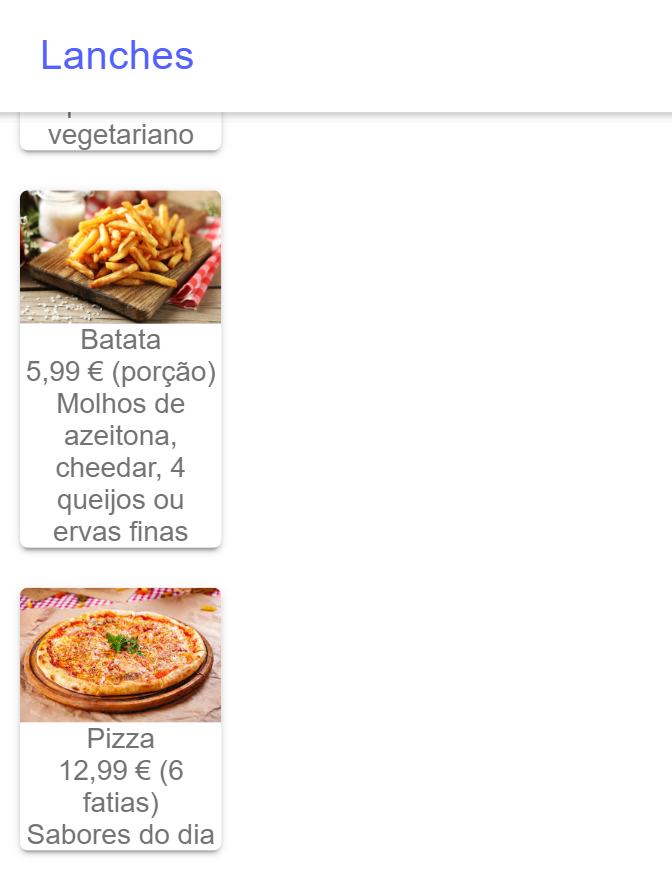 Lanches
vegetariano
Batata
5,99 € (porção)
Molhos de
azeitona,
cheedar, 4
queijos ou
ervas finas
Pizza
12,99 € (6
fatias)
Sabores do dia